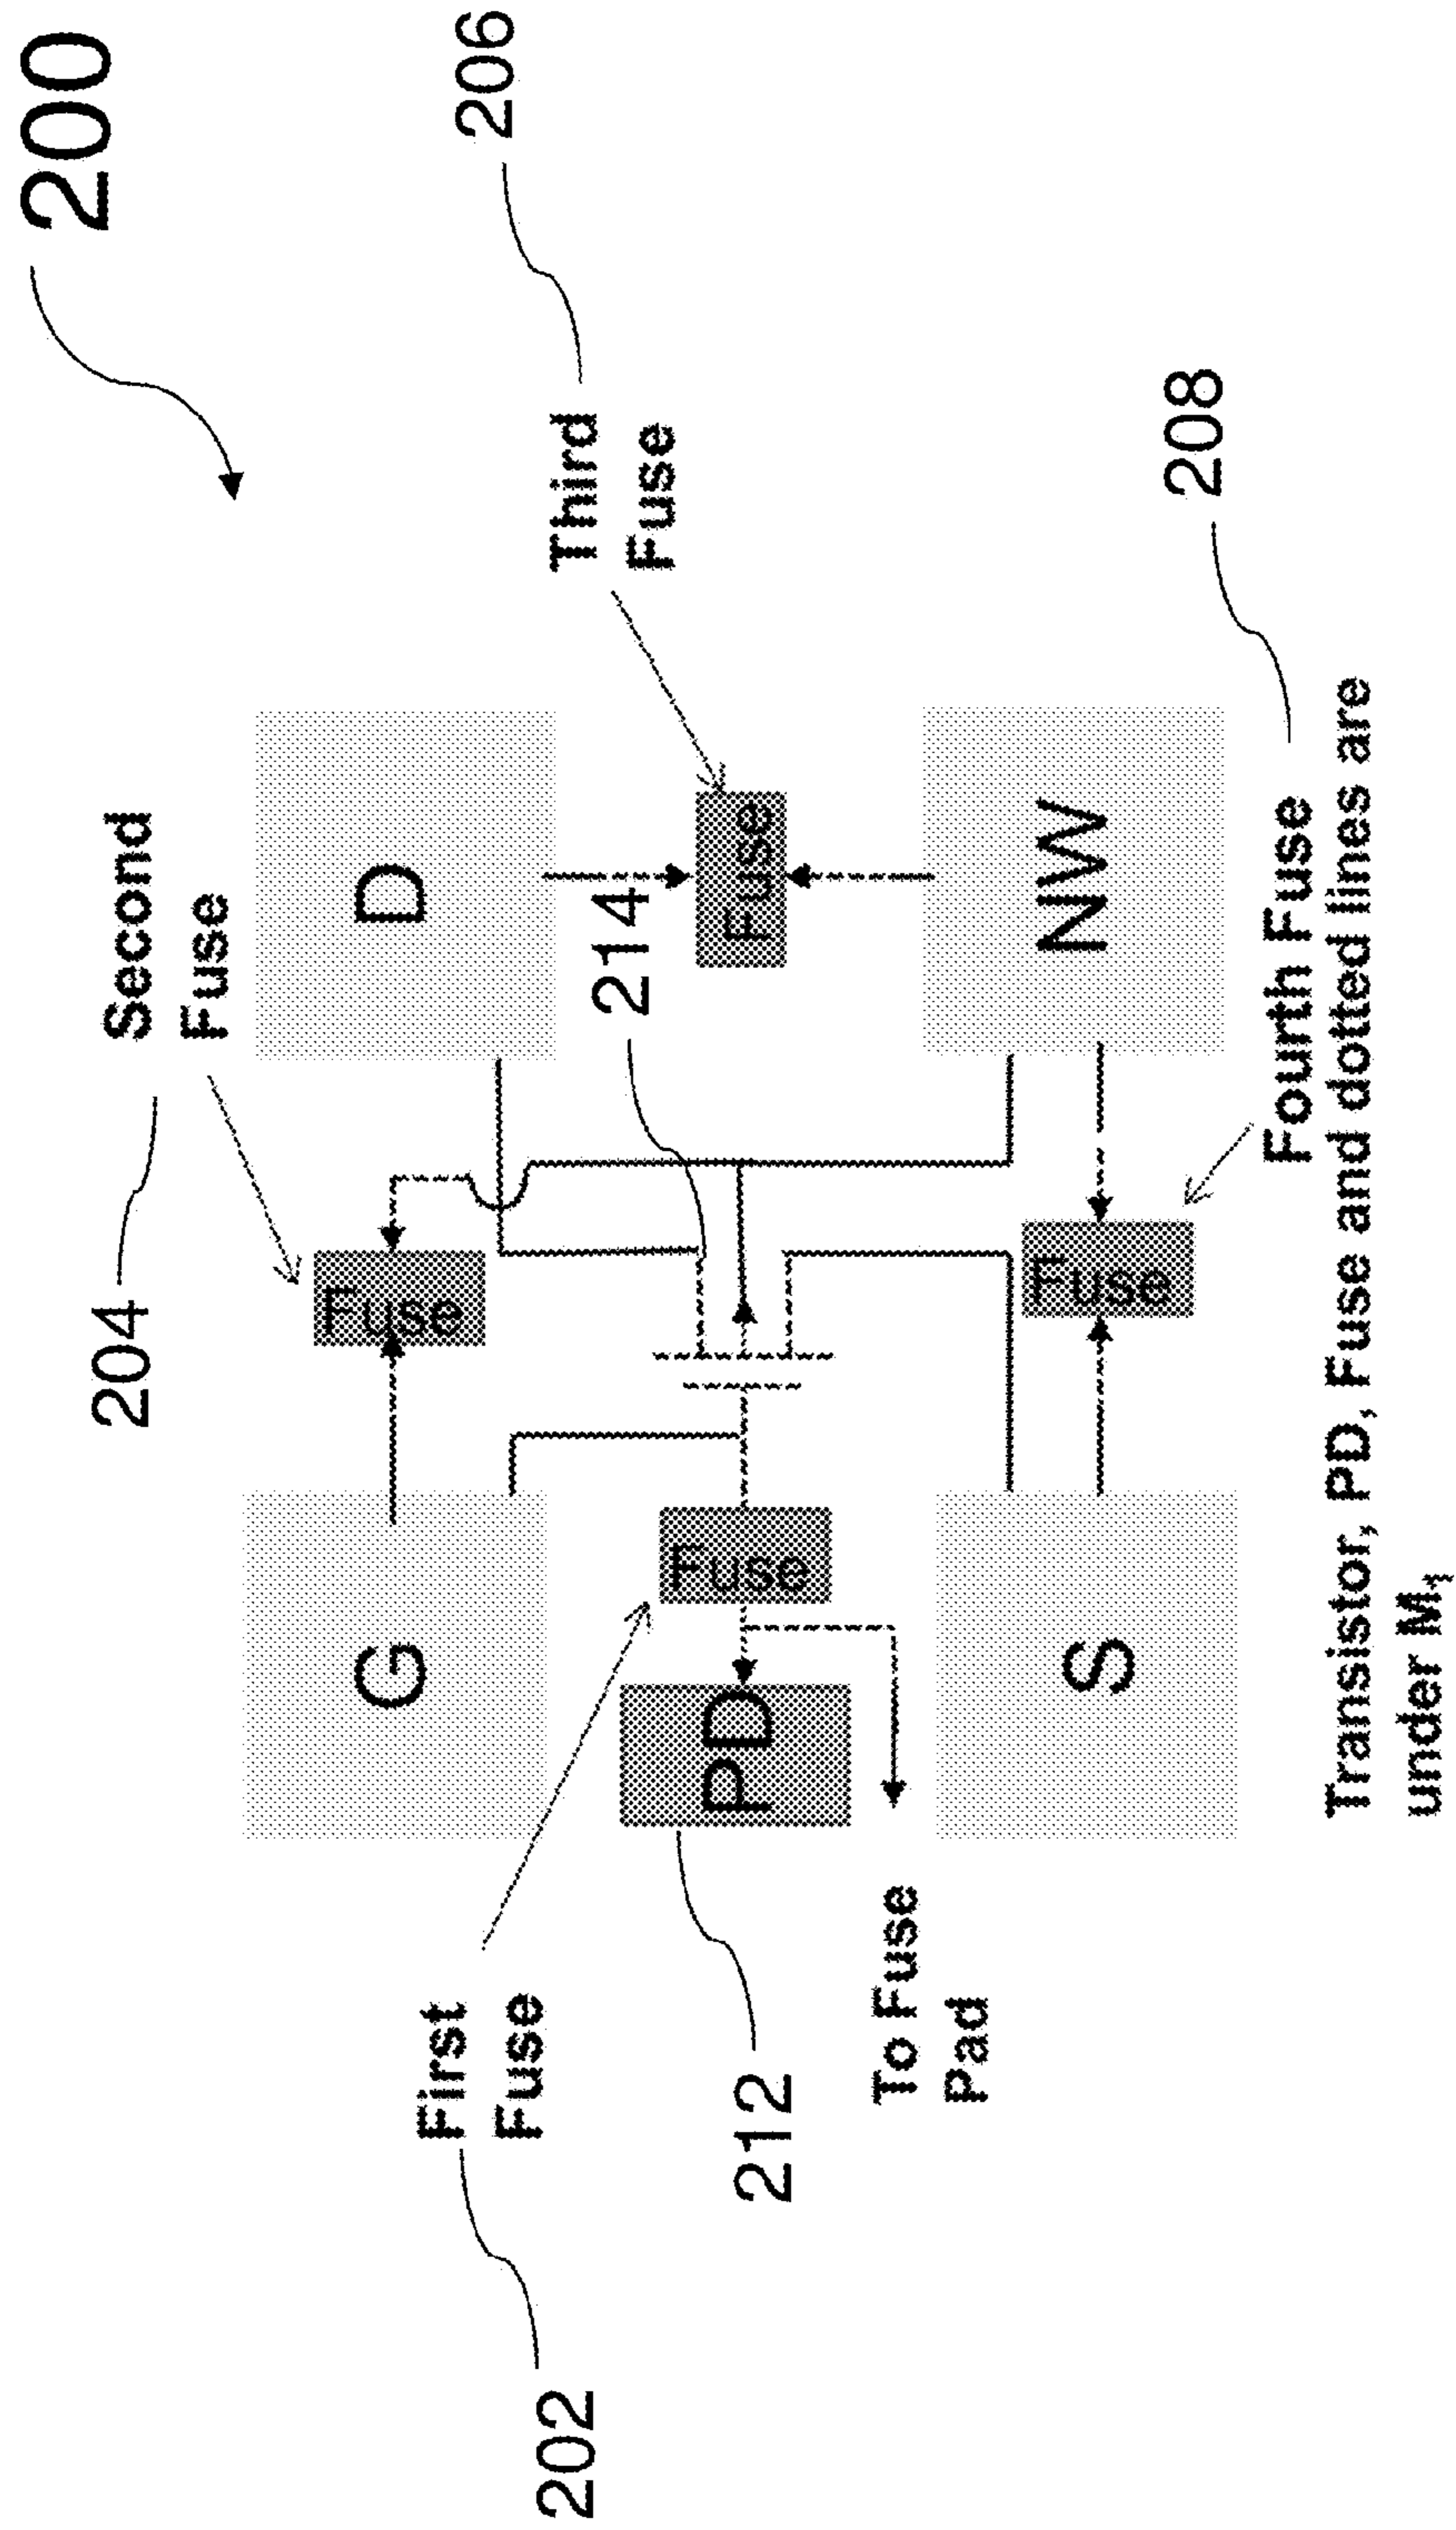 200
204
Second
Fuse
206
Third
Fuse
G
Fuse
D
First
Fuse
202
214
PD
Fuse
Fuse
212
To Fuse
Pad
S
Fuse
NW
208
Fourth Fuse
Transistor, PD, Fuse and dotted lines are
under M1